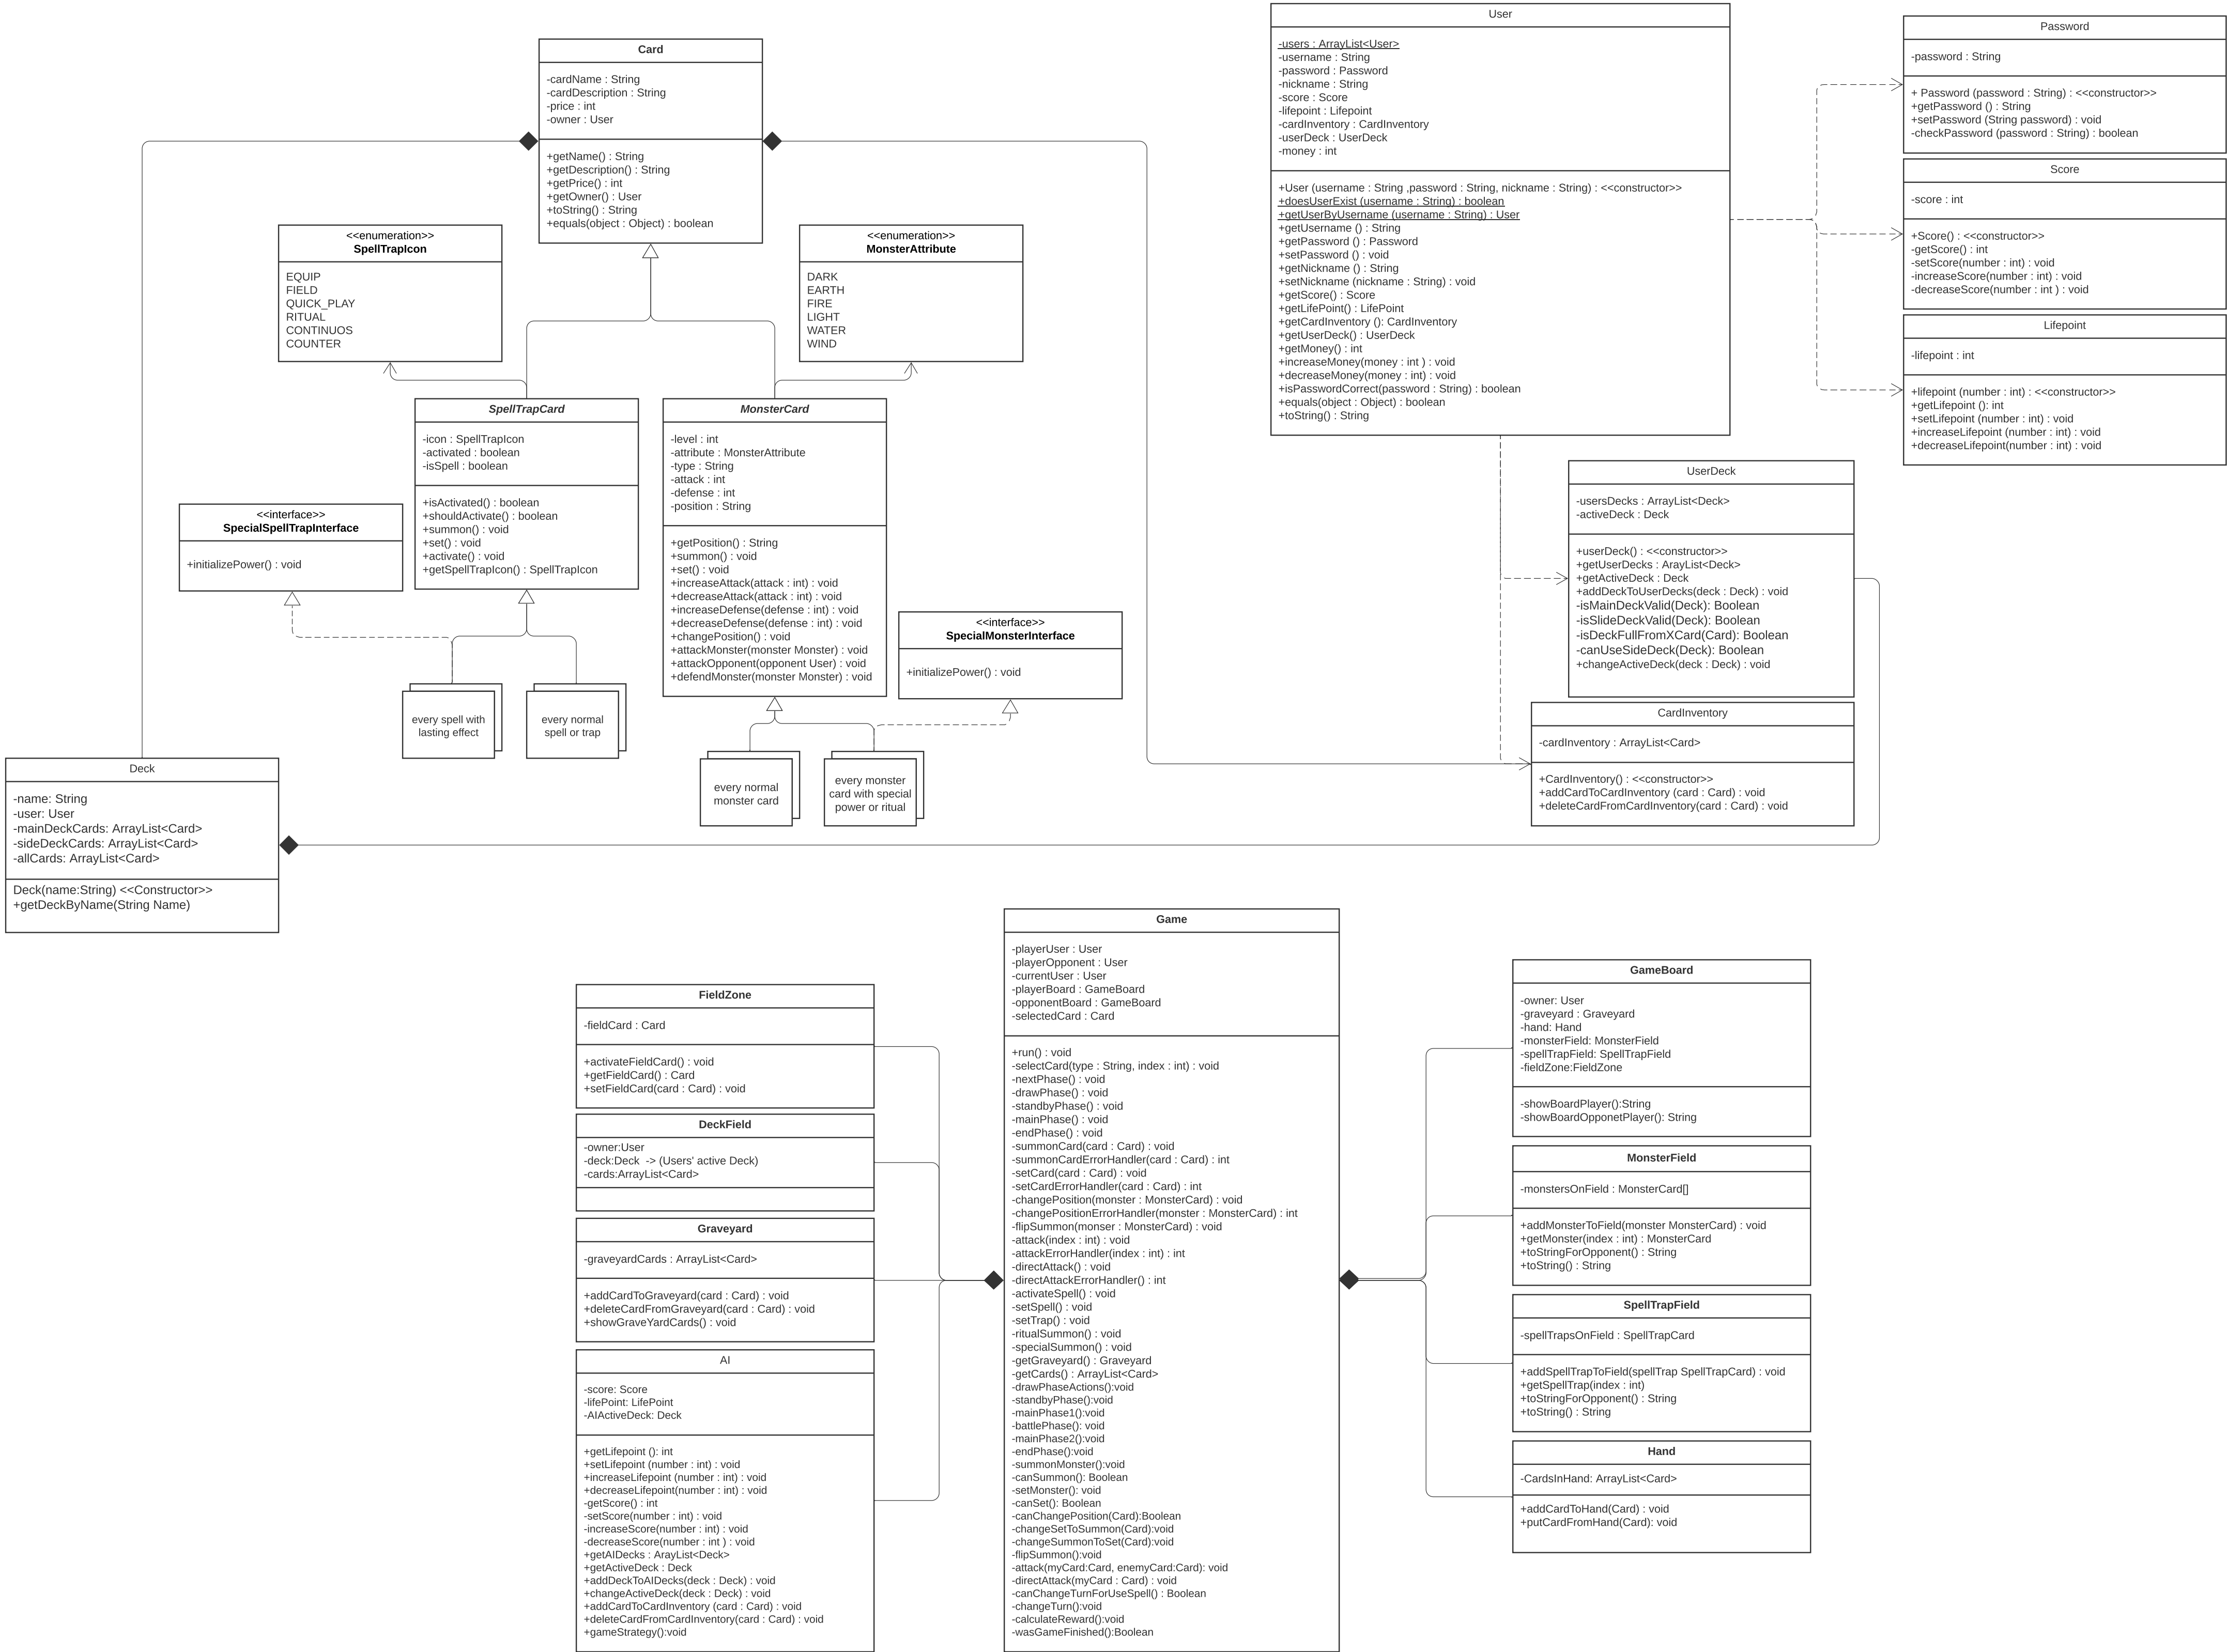 Card
-cardName : String
-cardDescription : String
-price : int
-owner : User
+getName() : String
+getDescription() : String
+getPrice() : int
+getOwner() : User
+toString() : String
+equals(object : Object) : boolean
<<enumeration>>
SpellTrapIcon
EQUIP
FIELD
QUICK_PLAY
RITUAL
CONTINUOS
COUNTER
<<enumeration>>
MonsterAttribute
DARK
EARTH
FIRE
LIGHT
WATER
WIND
SpellTrapCard
-icon : SpellTrapIcon
-activated : boolean
-isSpell : boolean
+isActivated() : boolean
+shouldActivate() : boolean
+summon() : void
+set() : void
+activate() : void
+getSpellTrapIcon() : SpellTrapIcon
MonsterCard
-level : int
-attribute : MonsterAttribute
-type : String
-attack : int
-defense : int
-position : String
+getPosition() : String
+summon() : void
+set() : void
+increaseAttack(attack : int) : void
+decreaseAttack(attack : int) : void
+increaseDefense(defense : int) : void
+decreaseDefense(defense : int) : void
+changePosition() : void
+attackMonster(monster Monster) : void
+attackOpponent(opponent User) : void
+defendMonster(monster Monster) : void
<<interface>>
SpecialSpellTrapInterface
+initializePower() : void
<<interface>>
SpecialMonsterInterface
+initializePower() : void
every spell with
lasting effect
every normal
spell or trap
every normal
monster card
every monster
card with special
power or ritual
Deck
-name: String
-user: User
-mainDeckCards: ArrayList<Card>
-sideDeckCards: ArrayList<Card>
-allCards: ArrayList<Card>
Deck(name:String) <<Constructor>>
+getDeckByName(String Name)
User
-users : ArrayList<User>
-username : String
-password : Password
-nickname : String
-score : Score
-lifepoint : Lifepoint
-cardInventory : CardInventory
-userDeck : UserDeck
-money : int
+User (username : String ,password : String, nickname : String) : <<constructor>>
+doesUserExist (username : String) : boolean
+getUserByUsername (username : String) : User
+getUsername () : String
+getPassword () : Password
+setPassword () : void
+getNickname () : String
+setNickname (nickname : String) : void
+getScore() : Score
+getLifePoint() : LifePoint
+getCardInventory (): CardInventory
+getUserDeck() : UserDeck
+getMoney() : int
+increaseMoney(money : int ) : void
+decreaseMoney(money : int) : void
+isPasswordCorrect(password : String) : boolean
+equals(object : Object) : boolean
+toString() : String
Password
-password : String
+ Password (password : String) : <<constructor>>
+getPassword () : String
+setPassword (String password) : void
-checkPassword (password : String) : boolean
Score
-score : int
+Score() : <<constructor>>
-getScore() : int
-setScore(number : int) : void
-increaseScore(number : int) : void
-decreaseScore(number : int ) : void
Lifepoint
-lifepoint : int
+lifepoint (number : int) : <<constructor>>
+getLifepoint (): int
+setLifepoint (number : int) : void
+increaseLifepoint (number : int) : void
+decreaseLifepoint(number : int) : void
UserDeck
-usersDecks : ArrayList<Deck>
-activeDeck : Deck
+userDeck() : <<constructor>>
+getUserDecks : ArayList<Deck>
+getActiveDeck : Deck
+addDeckToUserDecks(deck : Deck) : void
-isMainDeckValid(Deck): Boolean
-isSlideDeckValid(Deck): Boolean
-isDeckFullFromXCard(Card): Boolean
-canUseSideDeck(Deck): Boolean
+changeActiveDeck(deck : Deck) : void
CardInventory
-cardInventory : ArrayList<Card>
+CardInventory() : <<constructor>>
+addCardToCardInventory (card : Card) : void
+deleteCardFromCardInventory(card : Card) : void
FieldZone
-fieldCard : Card
+activateFieldCard() : void
+getFieldCard() : Card
+setFieldCard(card : Card) : void
DeckField
-owner:User
-deck:Deck  -> (Users' active Deck)
-cards:ArrayList<Card>
Graveyard
-graveyardCards : ArrayList<Card>
+addCardToGraveyard(card : Card) : void
+deleteCardFromGraveyard(card : Card) : void
+showGraveYardCards() : void
AI
-score: Score
-lifePoint: LifePoint
-AIActiveDeck: Deck
+getLifepoint (): int
+setLifepoint (number : int) : void
+increaseLifepoint (number : int) : void
+decreaseLifepoint(number : int) : void
-getScore() : int
-setScore(number : int) : void
-increaseScore(number : int) : void
-decreaseScore(number : int ) : void
+getAIDecks : ArayList<Deck>
+getActiveDeck : Deck
+addDeckToAIDecks(deck : Deck) : void
+changeActiveDeck(deck : Deck) : void
+addCardToCardInventory (card : Card) : void
+deleteCardFromCardInventory(card : Card) : void
+gameStrategy():void
Game
-playerUser : User
-playerOpponent : User
-currentUser : User
-playerBoard : GameBoard
-opponentBoard : GameBoard
-selectedCard : Card
+run() : void
-selectCard(type : String, index : int) : void
-nextPhase() : void
-drawPhase() : void
-standbyPhase() : void
-mainPhase() : void
-endPhase() : void
-summonCard(card : Card) : void
-summonCardErrorHandler(card : Card) : int
-setCard(card : Card) : void
-setCardErrorHandler(card : Card) : int
-changePosition(monster : MonsterCard) : void
-changePositionErrorHandler(monster : MonsterCard) : int
-flipSummon(monser : MonsterCard) : void
-attack(index : int) : void
-attackErrorHandler(index : int) : int
-directAttack() : void
-directAttackErrorHandler() : int
-activateSpell() : void
-setSpell() : void
-setTrap() : void
-ritualSummon() : void
-specialSummon() : void
-getGraveyard() : Graveyard
-getCards() : ArrayList<Card>
-drawPhaseActions():void
-standbyPhase():void
-mainPhase1():void
-battlePhase(): void
-mainPhase2():void
-endPhase():void
-summonMonster():void
-canSummon(): Boolean
-setMonster(): void
-canSet(): Boolean
-canChangePosition(Card):Boolean
-changeSetToSummon(Card):void
-changeSummonToSet(Card):void
-flipSummon():void
-attack(myCard:Card, enemyCard:Card): void
-directAttack(myCard : Card) : void
-canChangeTurnForUseSpell() : Boolean
-changeTurn():void
-calculateReward():void
-wasGameFinished():Boolean
GameBoard
-owner: User
-graveyard : Graveyard
-hand: Hand
-monsterField: MonsterField
-spellTrapField: SpellTrapField
-fieldZone:FieldZone
-showBoardPlayer():String
-showBoardOpponetPlayer(): String
MonsterField
-monstersOnField : MonsterCard[]
+addMonsterToField(monster MonsterCard) : void
+getMonster(index : int) : MonsterCard
+toStringForOpponent() : String
+toString() : String
SpellTrapField
-spellTrapsOnField : SpellTrapCard
+addSpellTrapToField(spellTrap SpellTrapCard) : void
+getSpellTrap(index : int)
+toStringForOpponent() : String
+toString() : String
Hand
-CardsInHand: ArrayList<Card>
+addCardToHand(Card) : void
+putCardFromHand(Card): void